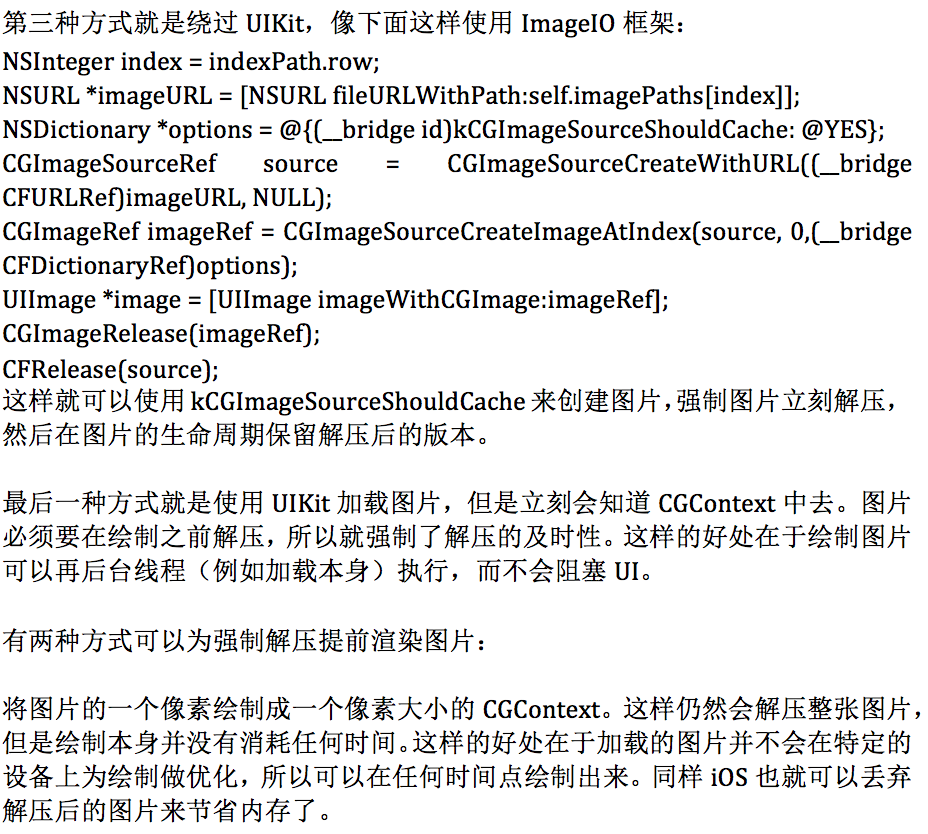 第三种方式就是绕过 UIKit，像下面这样使用 ImageIO 框架：
NSInteger index = indexPath.row;
NSURL *imageURL = [NSURL fileURLWithPath:self.imagePaths[index]];
NSDictionary *options = @{(__bridge id)kCGImageSourceShouldCache: @YES};
CGImageSourceRef source = CGImageSourceCreateWithURL((__bridge
CFURLRef)imageURL, NULL);
CGImageRef imageRef = CGImageSourceCreateImageAtIndex(source, 0,(__bridge
CFDictionaryRef)options);
UIImage *image = [UIImage imageWithCGImage:imageRef];
CGImageRelease(imageRef);
CFRelease(source);
这样就可以使用 kCGImageSourceShouldCache 来创建图片，强制图片立刻解压，
然后在图片的生命周期保留解压后的版本。
最后一种方式就是使用 UIKit 加载图片，但是立刻会知道 CGContext 中去。图片
必须要在绘制之前解压，所以就强制了解压的及时性。这样的好处在于绘制图片
可以再后台线程（例如加载本身）执行，而不会阻塞 UI。
有两种方式可以为强制解压提前渲染图片：
将图片的一个像素绘制成一个像素大小的 CGContext。这样仍然会解压整张图片，
但是绘制本身并没有消耗任何时间。这样的好处在于加载的图片并不会在特定的
设备上为绘制做优化，所以可以在任何时间点绘制出来。同样 iOS 也就可以丢弃
解压后的图片来节省内存了。